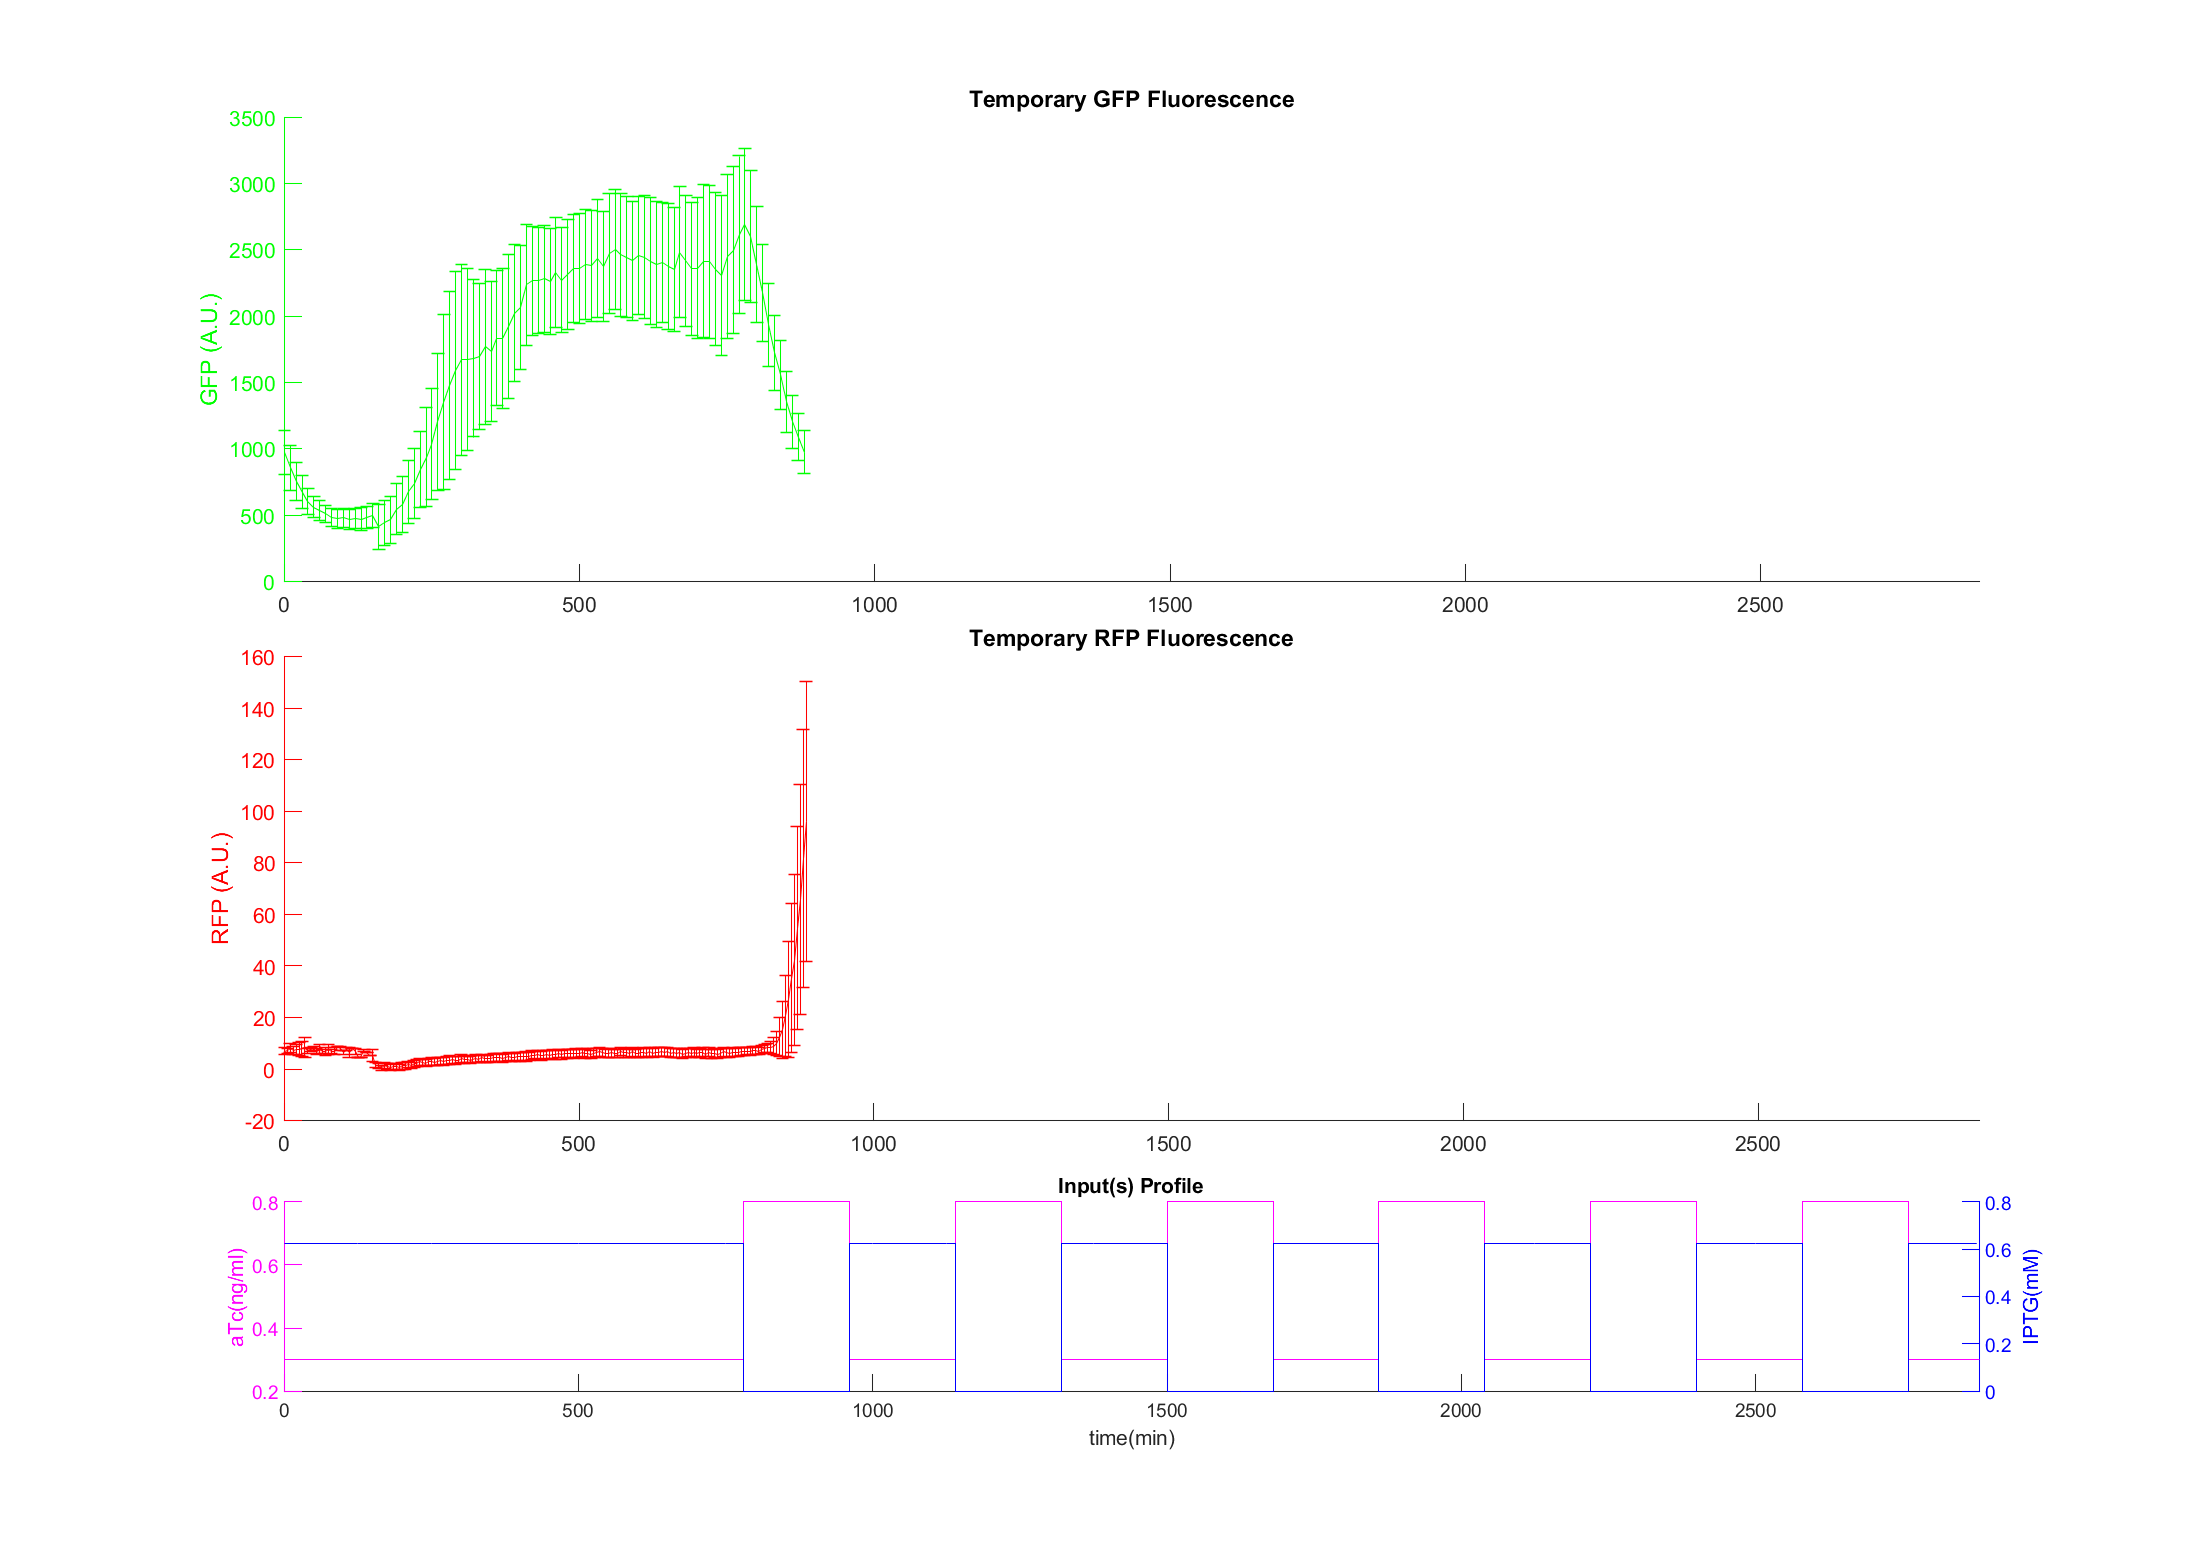 Temporary GFP Fluorescence
3500
3000
2500
2000
1500
1000
500
0
GFP (A.U.)
0 500 1000 1500 2000 2500
Temporary RFP Fluorescence
160
140
120
100
80
60
40
20
0
-20
RFP (A.U.)
0 500 1000 1500 2000 2500
Input(s) Profile
0.8
0.6
0.4
0.2
aTc(ng/ml)
0.8
0.6
0.4
0.2
0
IPTG(mM)
0 500 1000 1500 2000 2500
time(min)